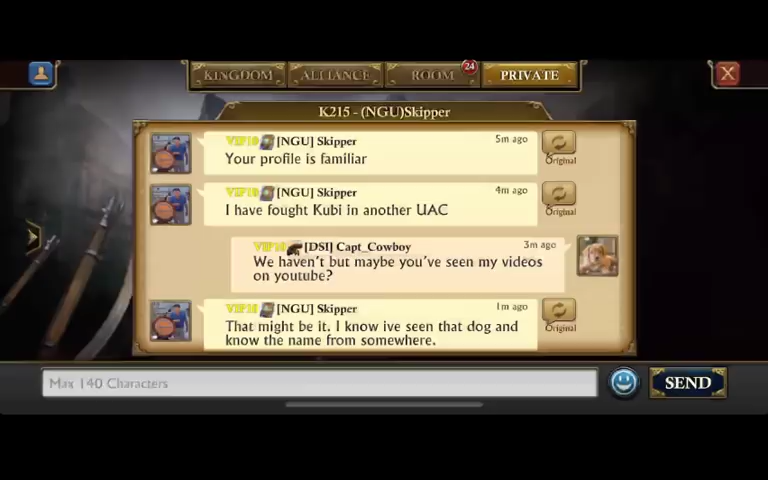 KINGDOM
ALLIANCE
ROOM
24
PRIVATE
K215 - (NGU)Skipper
VIP10 [NGU] Skipper
5m ago
Your profile is familiar
Original
VIP10 [NGU] Skipper
4m ago
I have fought Kubi in another UAC
Original
VIP10 [DSI] Capt_Cowboy
3m ago
We haven't but maybe you've seen my videos
on youtube?
VIP10 [NGU] Skipper
1m ago
That might be it. I know ive seen that dog and
know the name from somewhere.
Original
Max 140 Characters
SEND